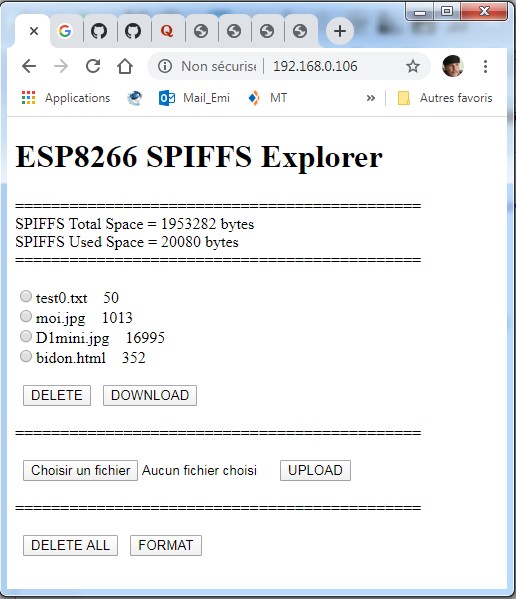 Non sécurisé 192.168.0.106
Applications Mail_Emi MT » Autres favoris
ESP8266 SPIFFS Explorer
=============================================
SPIFFS Total Space = 1953282 bytes
SPIFFS Used Space = 20080 bytes
=============================================
test0.txt 50
moi.jpg 1013
D1mini.jpg 16995
bidon.html 352
DELETE DOWNLOAD
=============================================
Choisir un fichier Aucun fichier choisi UPLOAD
=============================================
DELETE ALL FORMAT